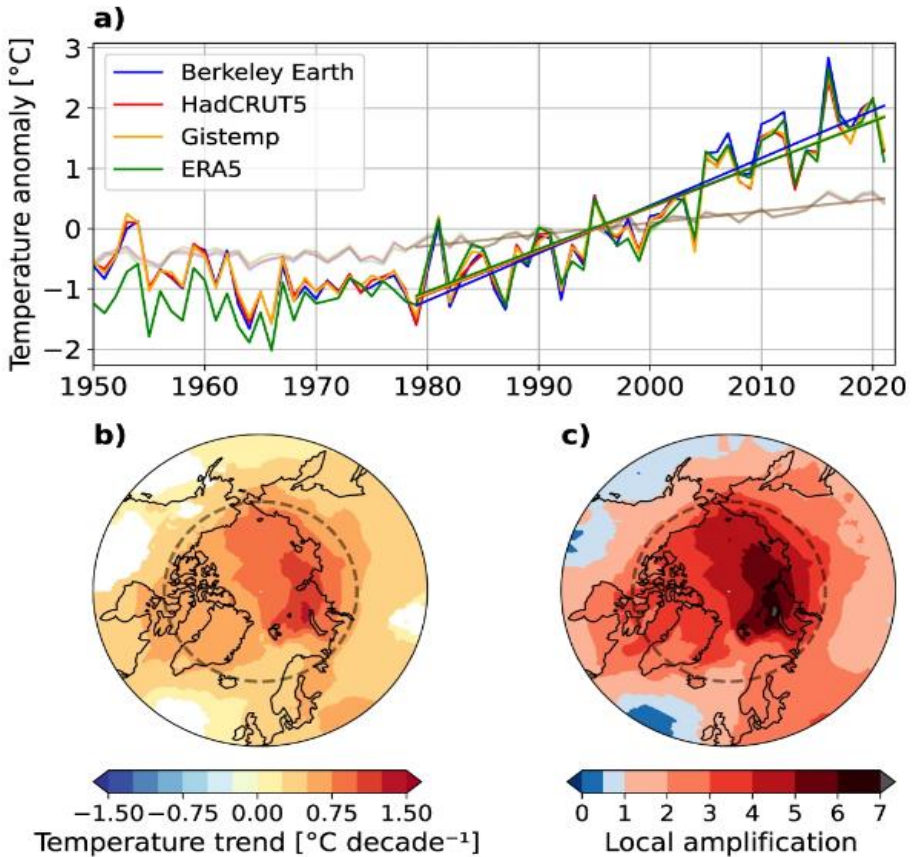 a)
Temperature anomaly [°C]
3
2
1
0
−1
−2
Berkeley Earth
HadCRUT5
Gistemp
ERA5
1950 1960 1970 1980 1990 2000 2010 2020
b)
−1.50 −0.75 0.00 0.75 1.50
Temperature trend [°C decade⁻¹]
c)
0 1 2 3 4 5 6 7
Local amplification